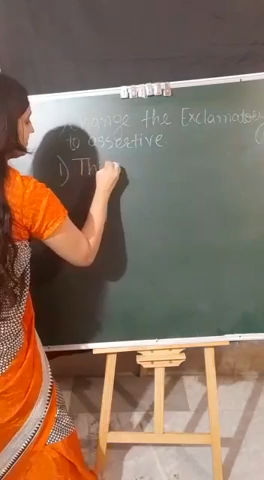 Change the Exclamatory
to assertive
1) Th